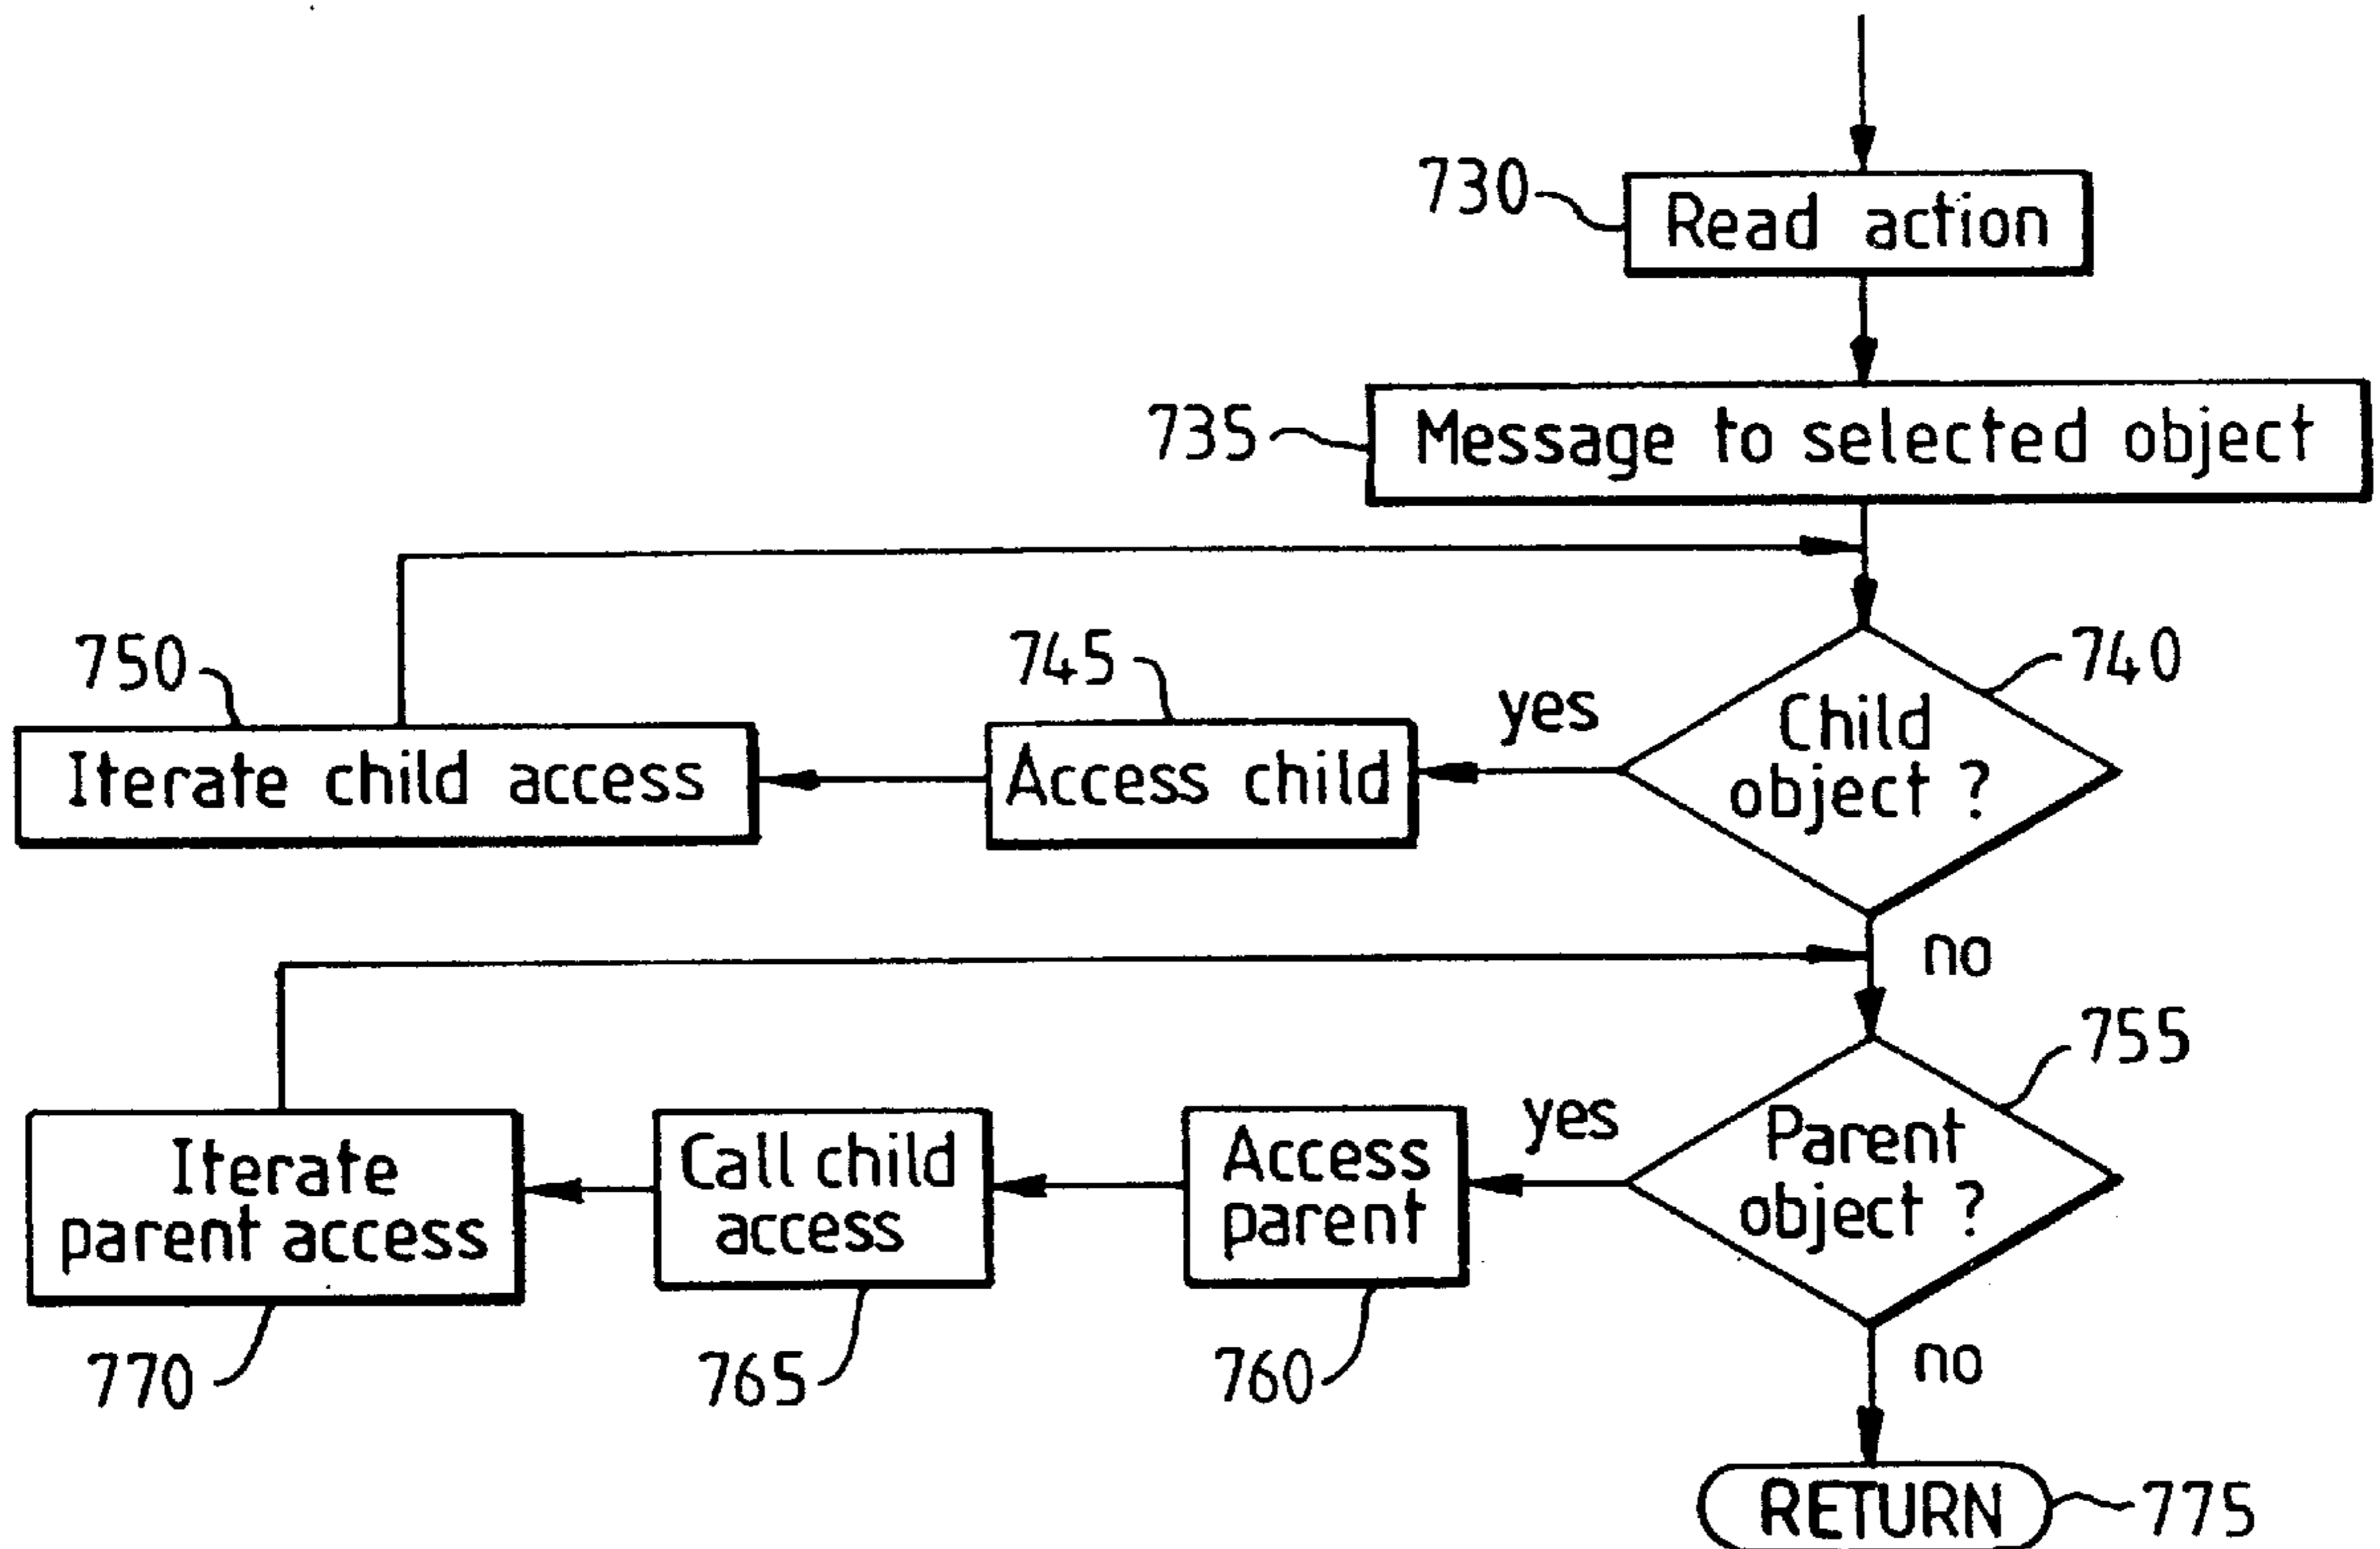 730
Read action
735
Message to selected object
750
745
yes
740
Child
object ?
Iterate child access
Access child
no
755
yes
Parent
object ?
Access
parent
Call child
access
Iterate
parent access
770
765
760
no
RETURN
775